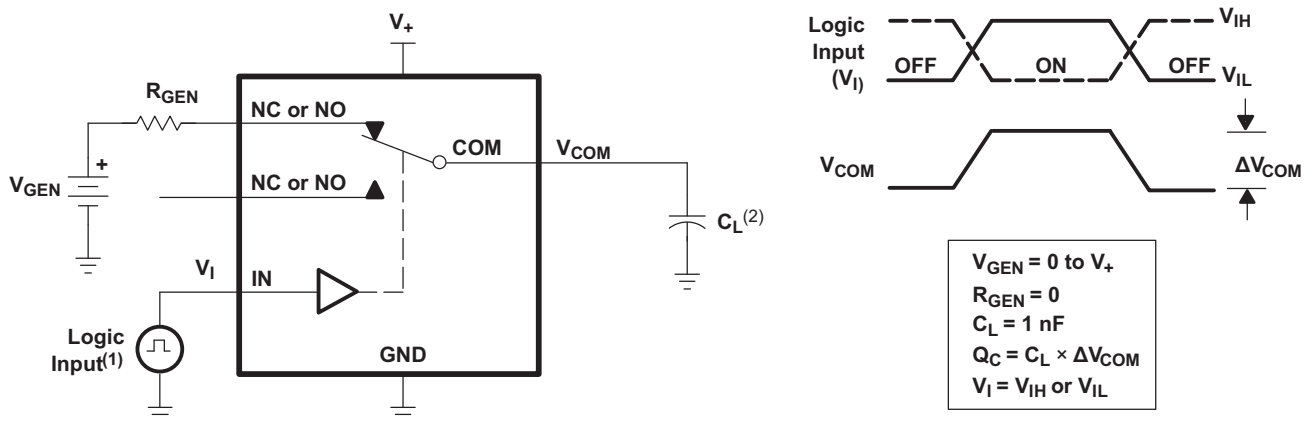 V+
RGEN
NC or NO
COM
VCOM
+
VGEN
NC or NO
CL(2)
VI
IN
Logic
Input(1)
GND
Logic
Input
(VI)
VIH
OFF
ON
OFF
VIL
VCOM
ΔVCOM
VGEN = 0 to V+
RGEN = 0
CL = 1 nF
QC = CL × ΔVCOM
VI = VIH or VIL